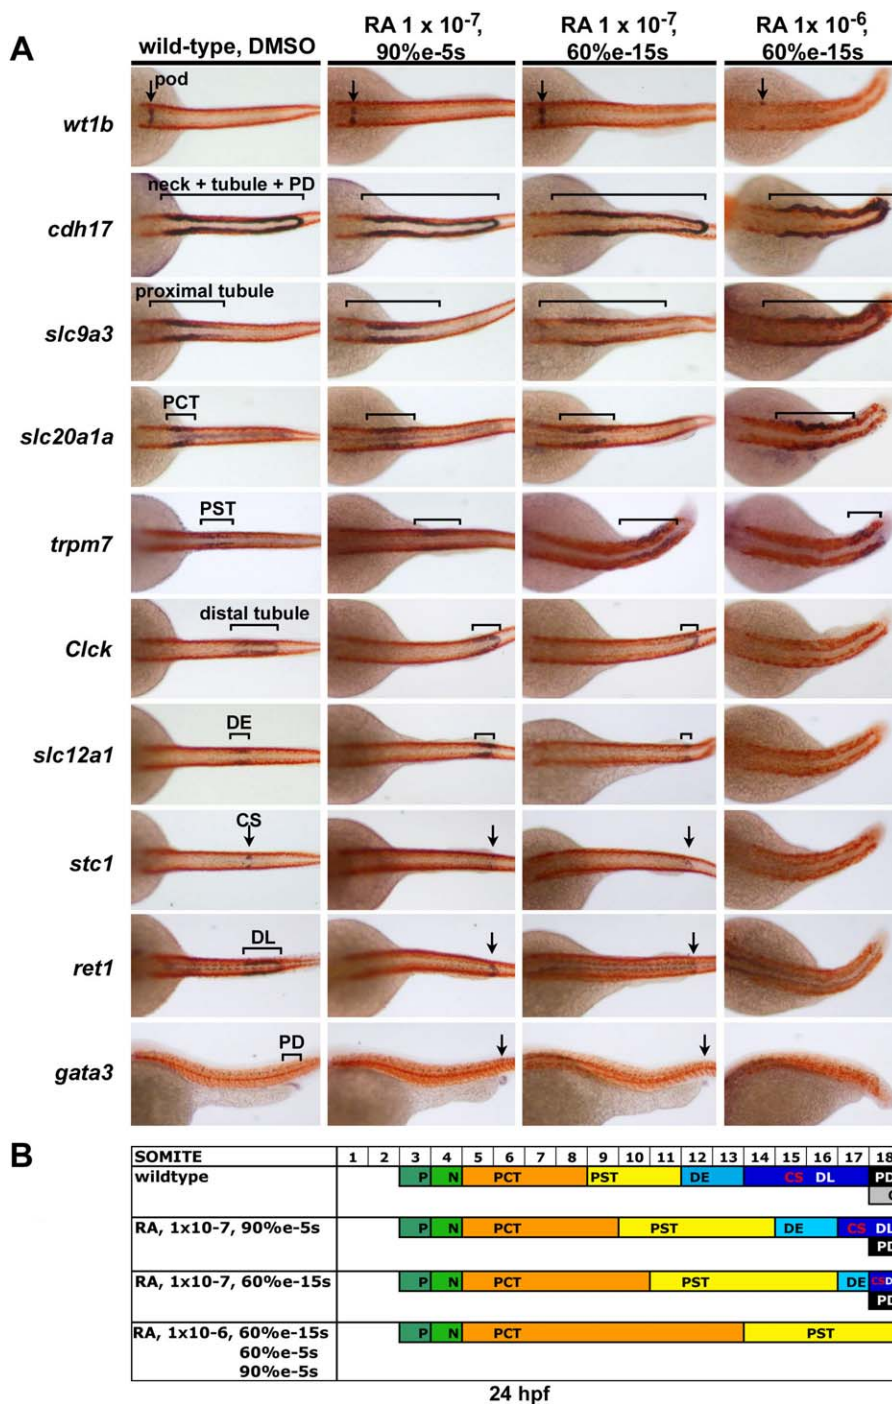 A
wild-type, DMSO
RA 1 x 10-7,
90%e-5s
RA 1 x 10-7,
60%e-15s
RA 1 x 10-6,
60%e-15s
wt1b
pod
cdh17
neck + tubule + PD
slc9a3
proximal tubule
slc20a1a
PCT
trpm7
PST
Clck
distal tubule
slc12a1
DE
stc1
CS
ret1
DL
gata3
PD
B
SOMITE 1 2 3 4 5 6 7 8 9 10 11 12 13 14 15 16 17 18
wildtype P N PCT PST DE CS DL PD
RA, 1x10-7, 90%e-5s P N PCT PST DE CS DL
PD
RA, 1x10-7, 60%e-15s P N PCT PST DE CSD
PD
RA, 1x10-6, 60%e-15s P N PCT PST
60%e-5s
90%e-5s
24 hpf